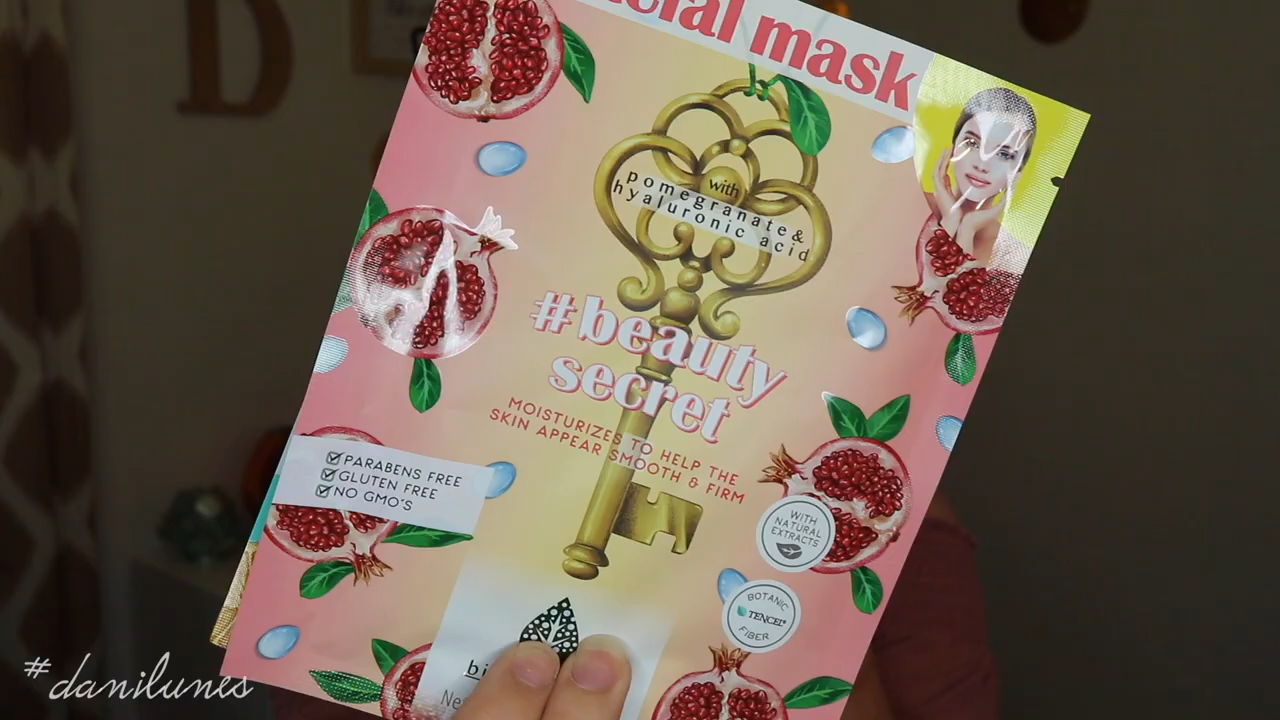 facial mask
with
pomegranate &
hyaluronic acid
#beauty
secret
MOISTURIZES TO HELP THE
SKIN APPEAR SMOOTH & FIRM
PARABENS FREE
GLUTEN FREE
NO GMO'S
WITH
NATURAL
EXTRACTS
BOTANIC
TENCEL®
FIBER
#danilunes